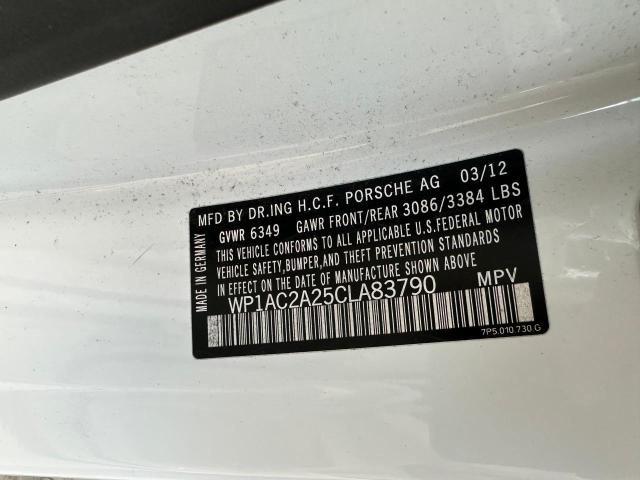 MFD BY DR.ING H.C.F. PORSCHE AG 03/12
GVWR 6349 GAWR FRONT/REAR 3086/3384 LBS
THIS VEHICLE CONFORMS TO ALL APPLICABLE U.S.FEDERAL MOTOR
VEHICLE SAFETY,BUMPER,AND THEFT PREVENTION STANDARDS
IN EFFECT ON THE DATE OF MANUFACTURE SHOWN ABOVE
WP1AC2A25CLA83790 MPV
7P5.010.730.G
MADE IN GERMANY